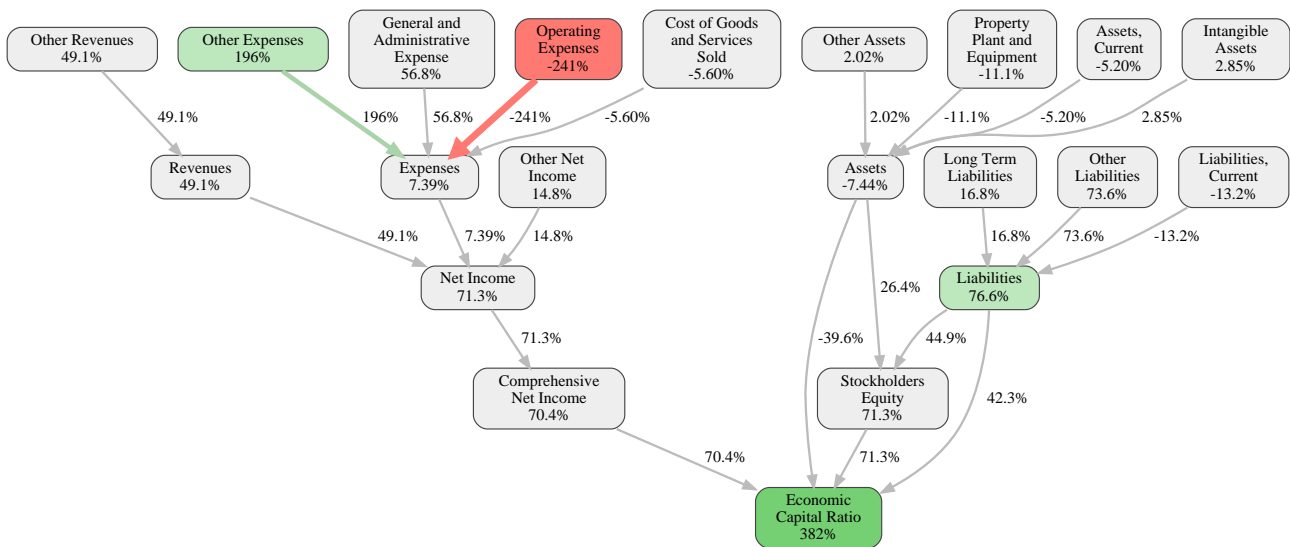 Other Revenues
49.1%
Other Expenses
196%
General and
Administrative
Expense
56.8%
Operating
Expenses
-241%
Cost of Goods
and Services
Sold
-5.60%
Other Assets
2.02%
Property
Plant and
Equipment
-11.1%
Assets,
Current
-5.20%
Intangible
Assets
2.85%
49.1%
196%
56.8%
-241%
-5.60%
2.02%
-11.1%
-5.20%
2.85%
Revenues
49.1%
Expenses
7.39%
Other Net
Income
14.8%
Assets
-7.44%
Long Term
Liabilities
16.8%
Other
Liabilities
73.6%
Liabilities,
Current
-13.2%
49.1%
7.39%
14.8%
16.8%
73.6%
-13.2%
Net Income
71.3%
26.4%
Liabilities
76.6%
71.3%
-39.6%
44.9%
Comprehensive
Net Income
70.4%
Stockholders
Equity
71.3%
42.3%
70.4%
71.3%
Economic
Capital Ratio
382%